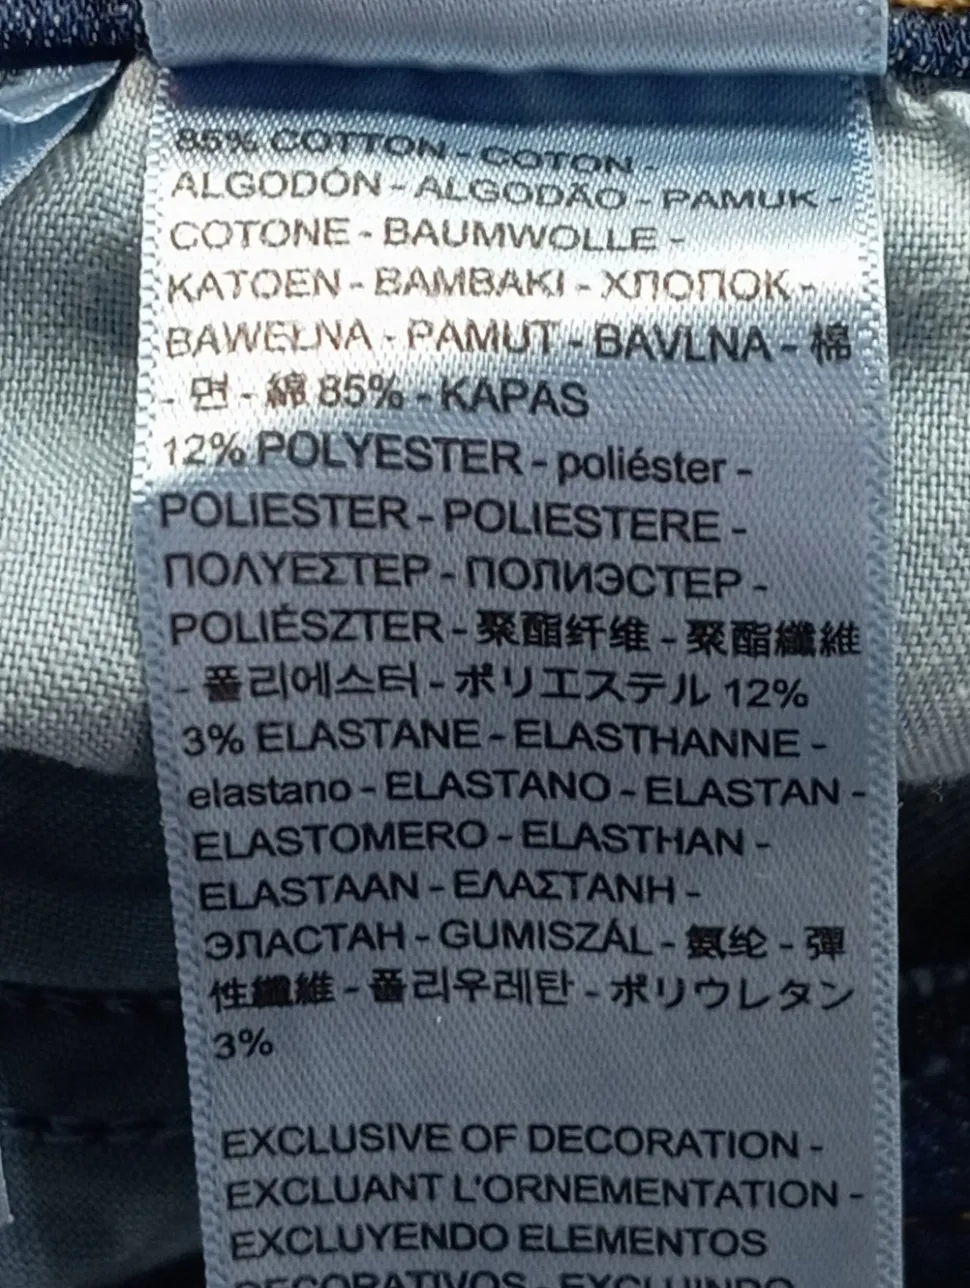 85% COTTON - COTON -
ALGODÓN - ALGODÃO - PAMUK -
COTONE - BAUMWOLLE -
KATOEN - BAMBAKI - ХЛОПОК -
BAWEŁNA - PAMUT - BAVLNA - 棉
- 면 - 綿 85% - KAPAS
12% POLYESTER - poliéster -
POLIESTER - POLIESTERE -
ΠΟΛΥΕΣΤΕΡ - ПОЛИЭСТЕР -
POLIÉSZTER - 聚酯纤维 - 聚酯纖維
- 폴리에스터 - ポリエステル 12%
3% ELASTANE - ELASTHANNE -
elastano - ELASTANO - ELASTAN -
ELASTOMERO - ELASTHAN -
ELASTAAN - ΕΛΑΣΤΑΝΗ -
ЭЛАСТАН - GUMISZÁL - 氨纶 - 彈
性纖維 - 폴리우레탄 - ポリウレタン
3%
EXCLUSIVE OF DECORATION -
EXCLUANT L'ORNEMENTATION -
EXCLUYENDO ELEMENTOS
DECORATIVOS - EXCLUINDO